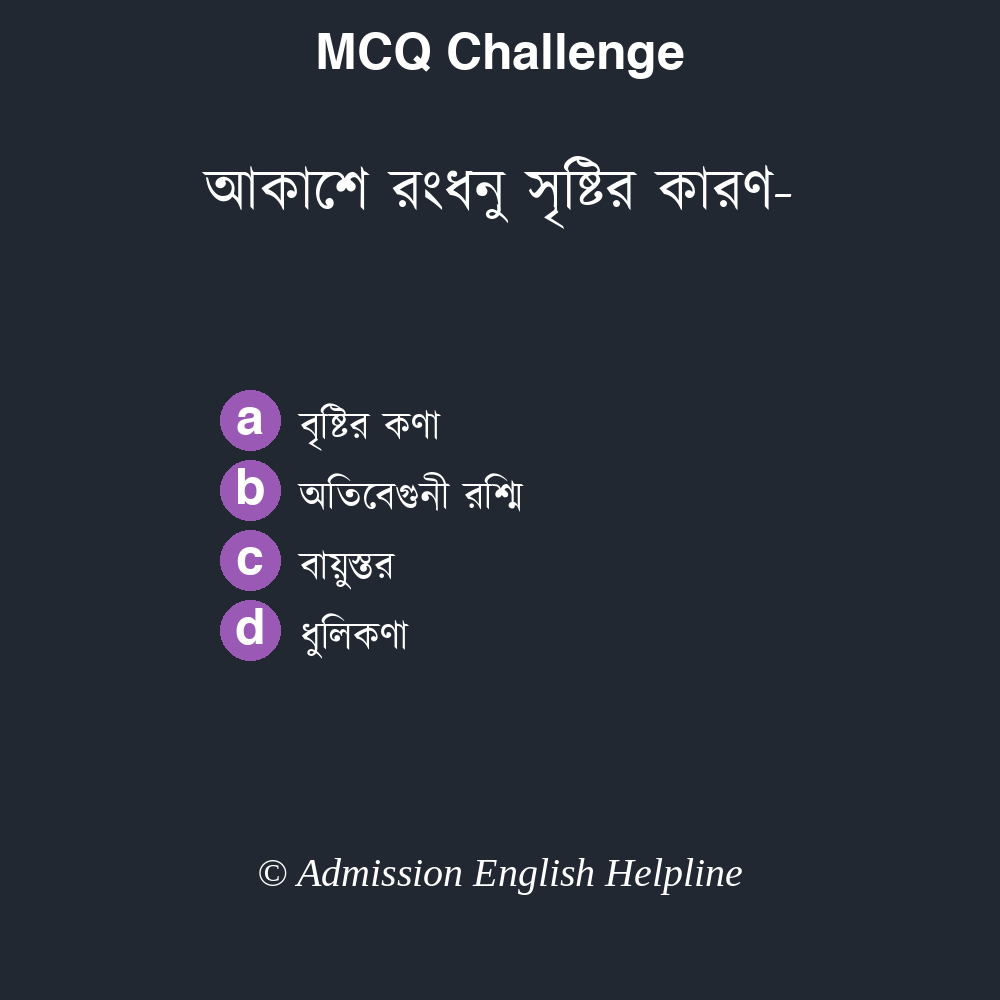 MCQ Challenge
আকাশে রংধনু সৃষ্টির কারণ-
a বৃষ্টির কণা
b অতিবেগুনী রশ্মি
c বায়ুস্তর
d ধুলিকণা
© Admission English Helpline